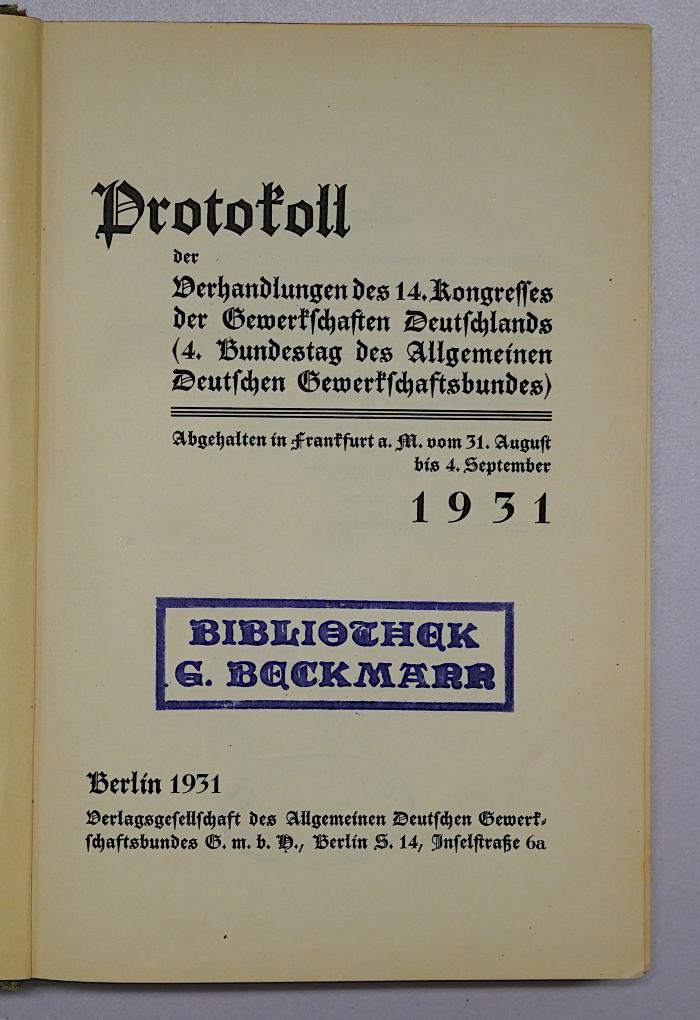 Protokoll
der
Verhandlungen des 14. Kongresses
der Gewerkschaften Deutschlands
(4. Bundestag des Allgemeinen
Deutschen Gewerkschaftsbundes)
Abgehalten in Frankfurt a. M. vom 31. August
bis 4. September
1931
BIBLIOTHEK
G. BECKMANN
Berlin 1931
Verlagsgesellschaft des Allgemeinen Deutschen Gewerk-
schaftsbundes G. m. b. H., Berlin S. 14, Inselstraße 6a